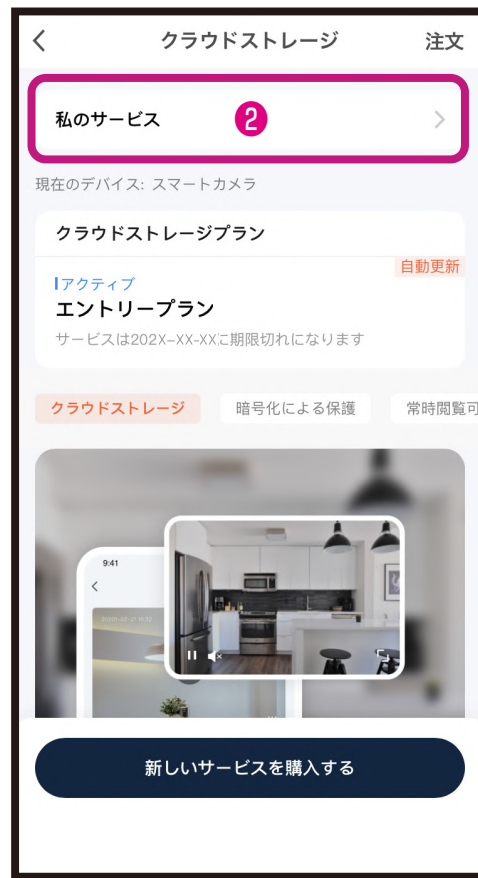 クラウドストレージ 注文
私のサービス ❷
現在のデバイス: スマートカメラ
クラウドストレージプラン
自動更新
アクティブ
エントリープラン
サービスは202X-XX-XXに期限切れになります
クラウドストレージ 暗号化による保護 常時閲覧可
9:41
新しいサービスを購入する